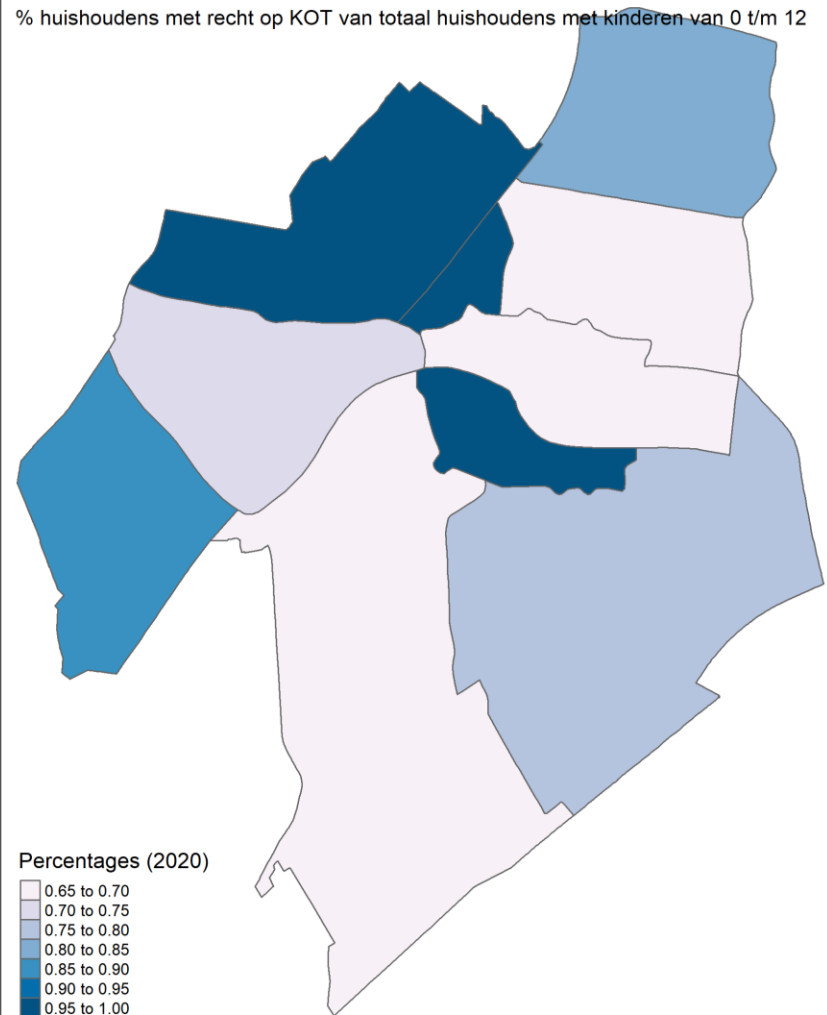 % huishoudens met recht op KOT van totaal huishoudens met kinderen van 0 t/m 12
Percentages (2020)
0.65 to 0.70
0.70 to 0.75
0.75 to 0.80
0.80 to 0.85
0.85 to 0.90
0.90 to 0.95
0.95 to 1.00